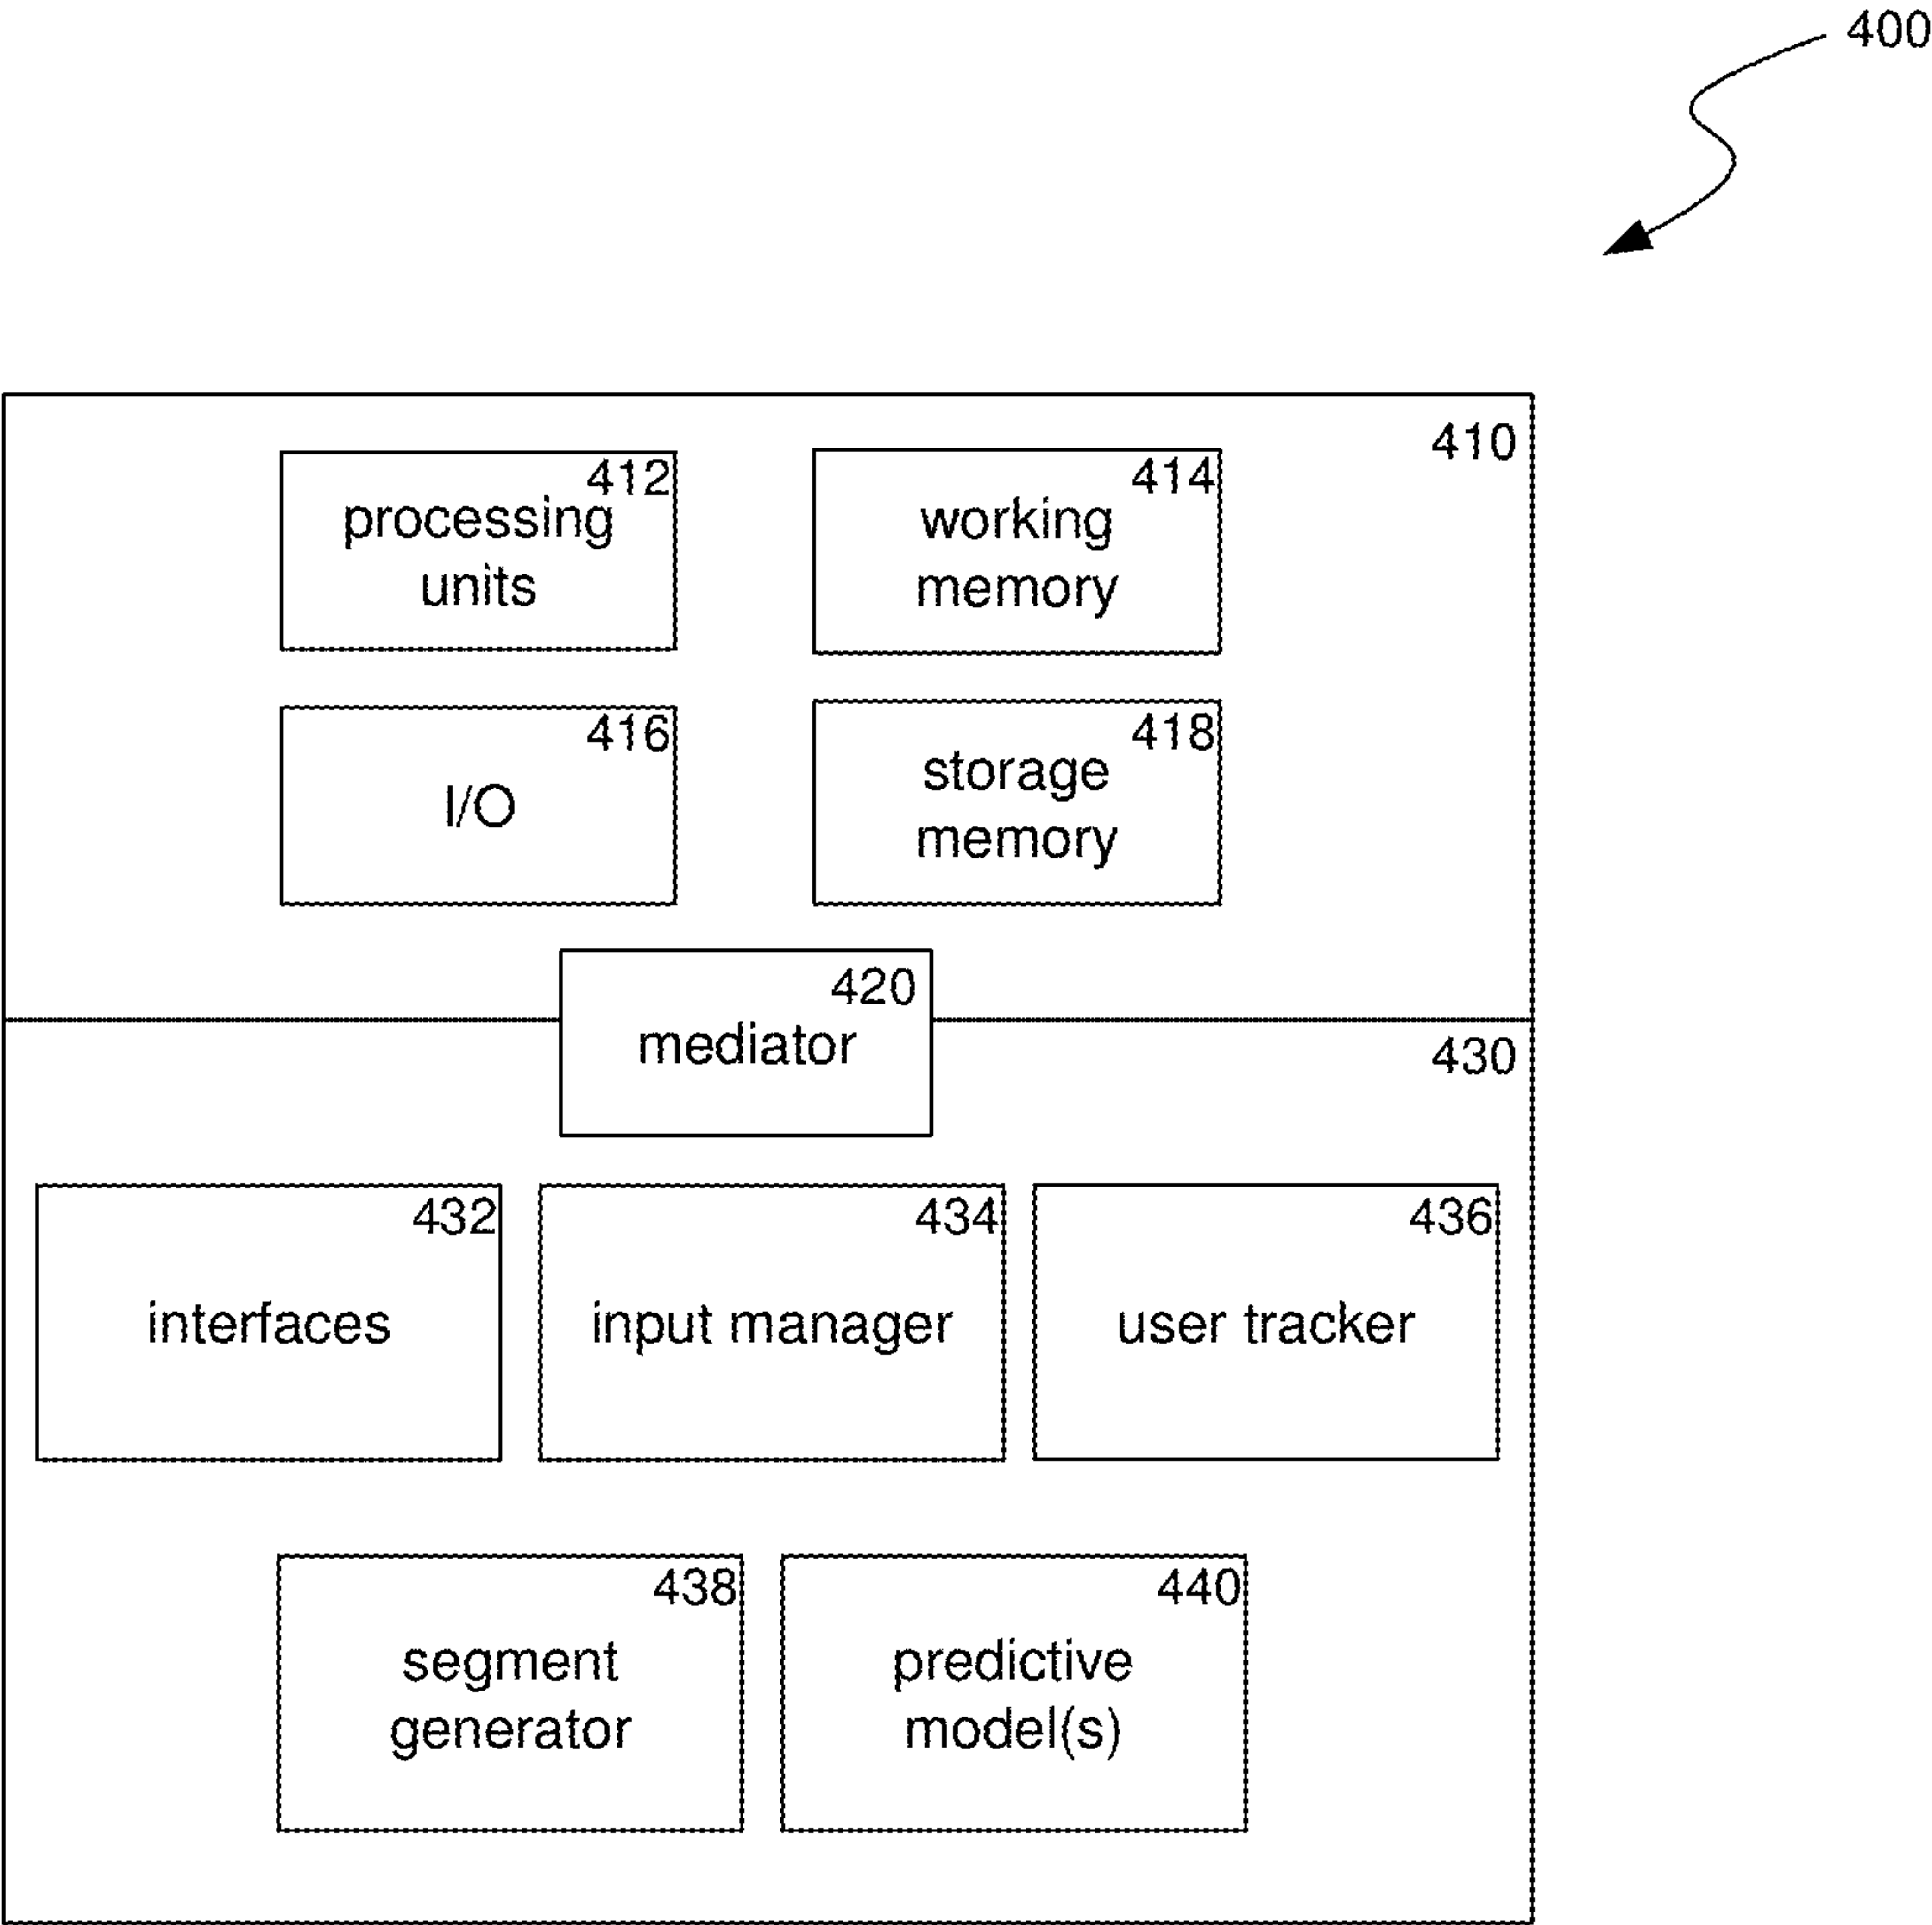 400
410
412
processing
units
414
working
memory
416
I/O
418
storage
memory
420
mediator
430
432
interfaces
434
input manager
436
user tracker
438
segment
generator
440
predictive
model(s)